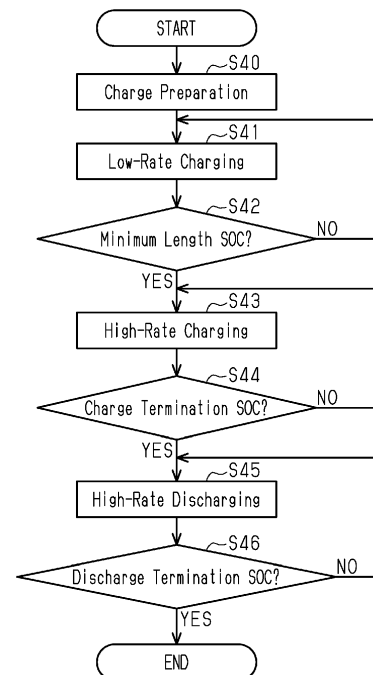 START
S40
Charge Preparation
S41
Low-Rate Charging
S42
Minimum Length SOC?
NO
YES
S43
High-Rate Charging
S44
Charge Termination SOC?
NO
YES
S45
High-Rate Discharging
S46
Discharge Termination SOC?
NO
YES
END